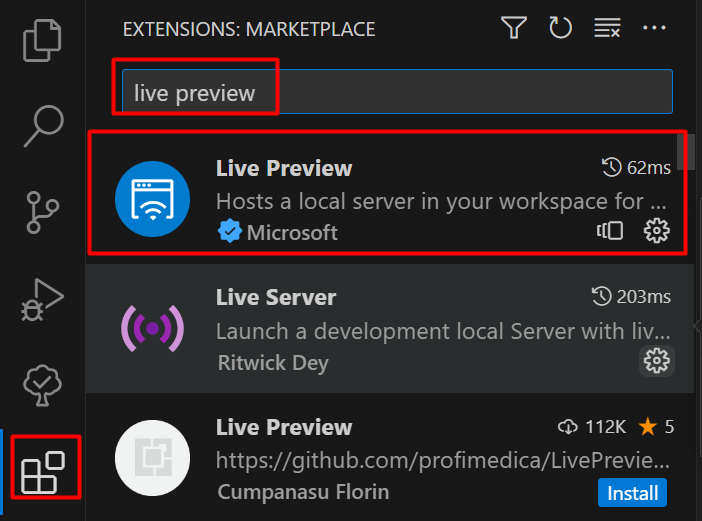 EXTENSIONS: MARKETPLACE
live preview
Live Preview 62ms
Hosts a local server in your workspace for ...
Microsoft
Live Server 203ms
Launch a development local Server with liv...
Ritwick Dey
Live Preview 112K 5
https://github.com/profimedica/LivePrevie...
Cumpanasu Florin Install